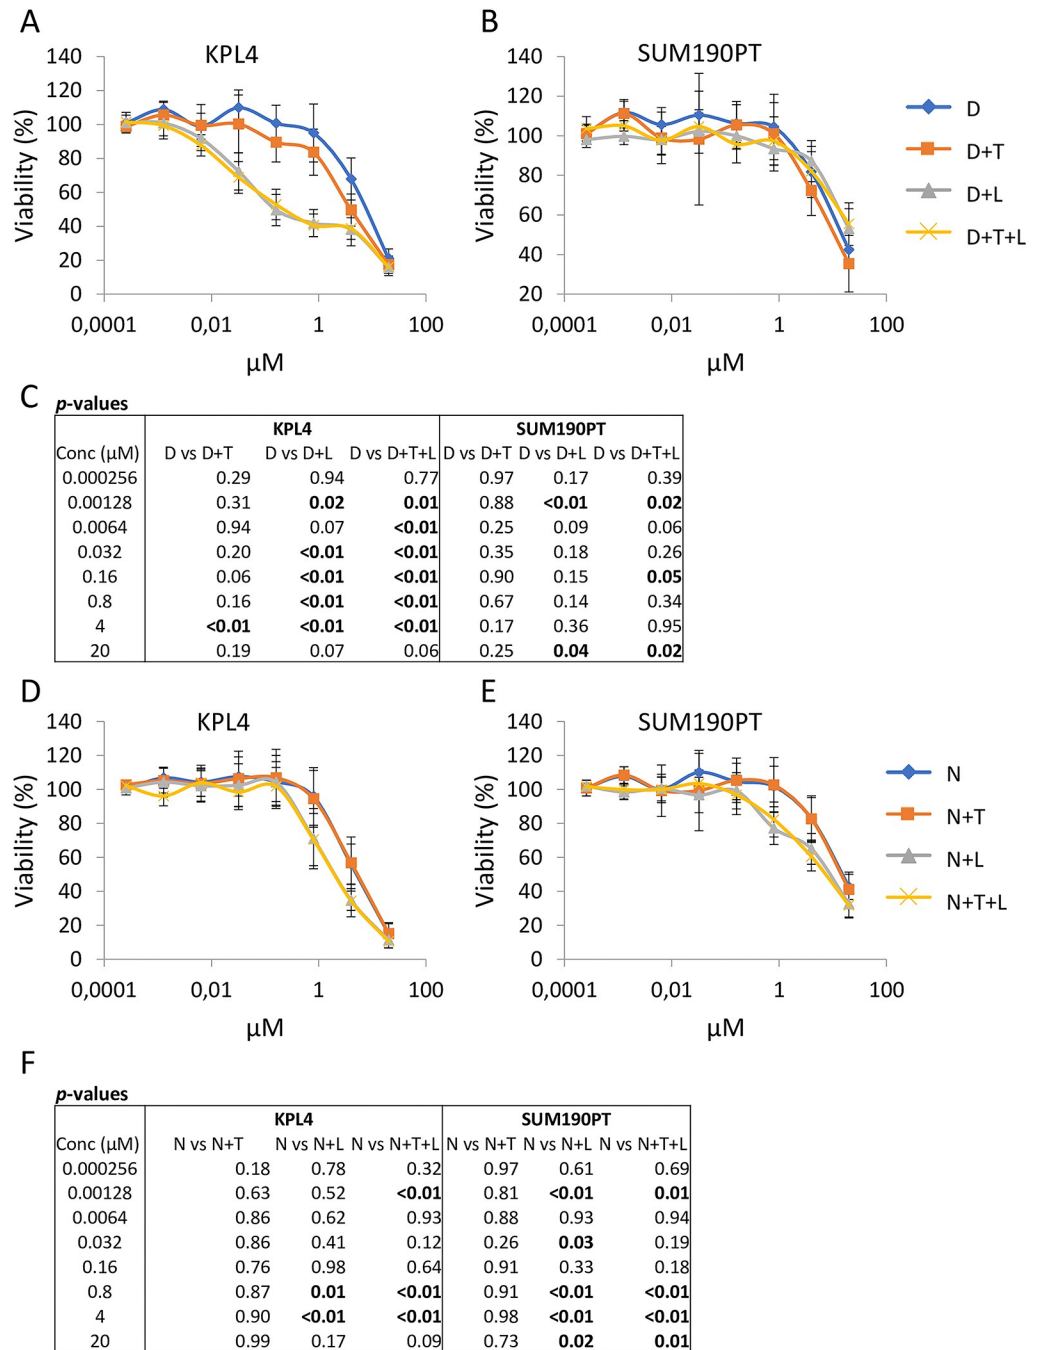 A
B
KPL4
SUM190PT
140
120
100
80
60
40
20
0
Viability (%)
0,0001 0,01 1 100
µM
140
120
100
80
60
40
20
Viability (%)
0,0001 0,01 1 100
µM
D
D+T
D+L
D+T+L
C
p-values
KPL4 SUM190PT
Conc (µM) D vs D+T D vs D+L D vs D+T+L D vs D+T D vs D+L D vs D+T+L
0.000256 0.29 0.94 0.77 0.97 0.17 0.39
0.00128 0.31 0.02 0.01 0.88 <0.01 0.02
0.0064 0.94 0.07 <0.01 0.25 0.09 0.06
0.032 0.20 <0.01 <0.01 0.35 0.18 0.26
0.16 0.06 <0.01 <0.01 0.90 0.15 0.05
0.8 0.16 <0.01 <0.01 0.67 0.14 0.34
4 <0.01 <0.01 <0.01 0.17 0.36 0.95
20 0.19 0.07 0.06 0.25 0.04 0.02
D
E
KPL4
SUM190PT
140
120
100
80
60
40
20
0
Viability (%)
0,0001 0,01 1 100
µM
140
120
100
80
60
40
20
0
Viability (%)
0,0001 0,01 1 100
µM
N
N+T
N+L
N+T+L
F
p-values
KPL4 SUM190PT
Conc (µM) N vs N+T N vs N+L N vs N+T+L N vs N+T N vs N+L N vs N+T+L
0.000256 0.18 0.78 0.32 0.97 0.61 0.69
0.00128 0.63 0.52 <0.01 0.81 <0.01 0.01
0.0064 0.86 0.62 0.93 0.88 0.93 0.94
0.032 0.86 0.41 0.12 0.26 0.03 0.19
0.16 0.76 0.98 0.64 0.91 0.33 0.18
0.8 0.87 0.01 <0.01 0.91 <0.01 <0.01
4 0.90 <0.01 <0.01 0.98 <0.01 <0.01
20 0.99 0.17 0.09 0.73 0.02 0.01